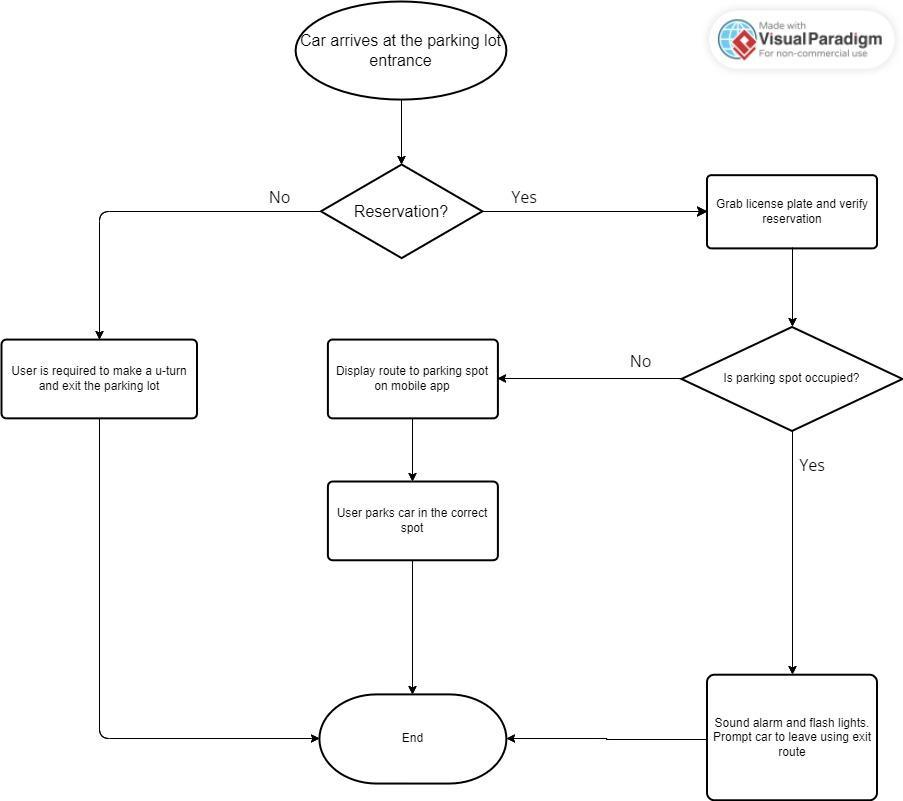 Car arrives at the parking lot
entrance
Made with
Visual Paradigm
For non-commercial use
No
Reservation?
Yes
Grab license plate and verify
reservation
User is required to make a u-turn
and exit the parking lot
Display route to parking spot
on mobile app
No
Is parking spot occupied?
Yes
User parks car in the correct
spot
End
Sound alarm and flash lights.
Prompt car to leave using exit
route